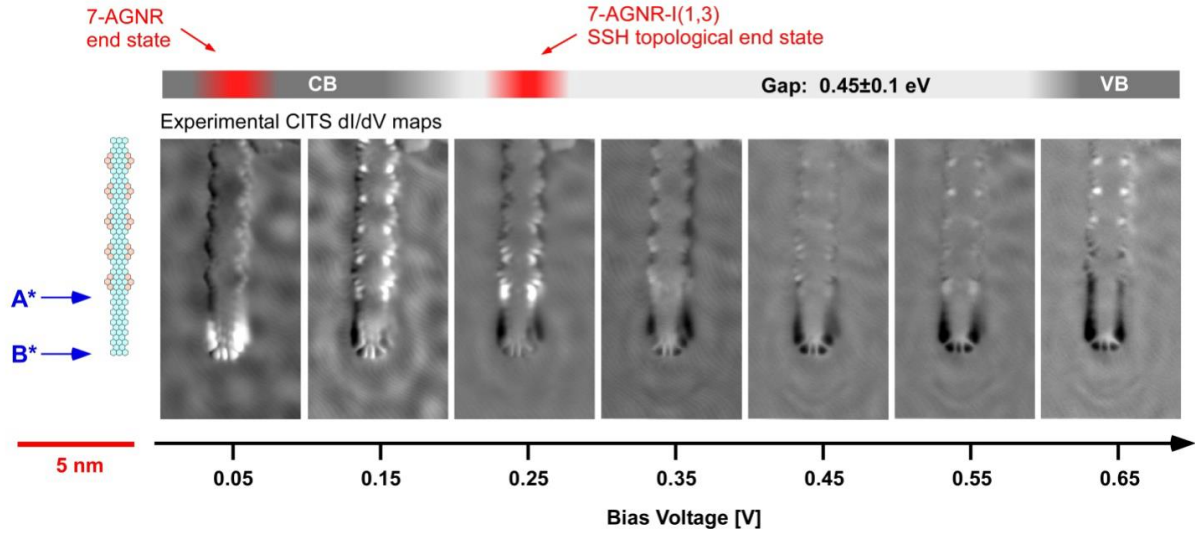 7-AGNR
end state
7-AGNR-I(1,3)
SSH topological end state
CB
Gap: 0.45±0.1 eV
VB
Experimental CITS dI/dV maps
A*
B*
5 nm
0.05
0.15
0.25
0.35
0.45
0.55
0.65
Bias Voltage [V]